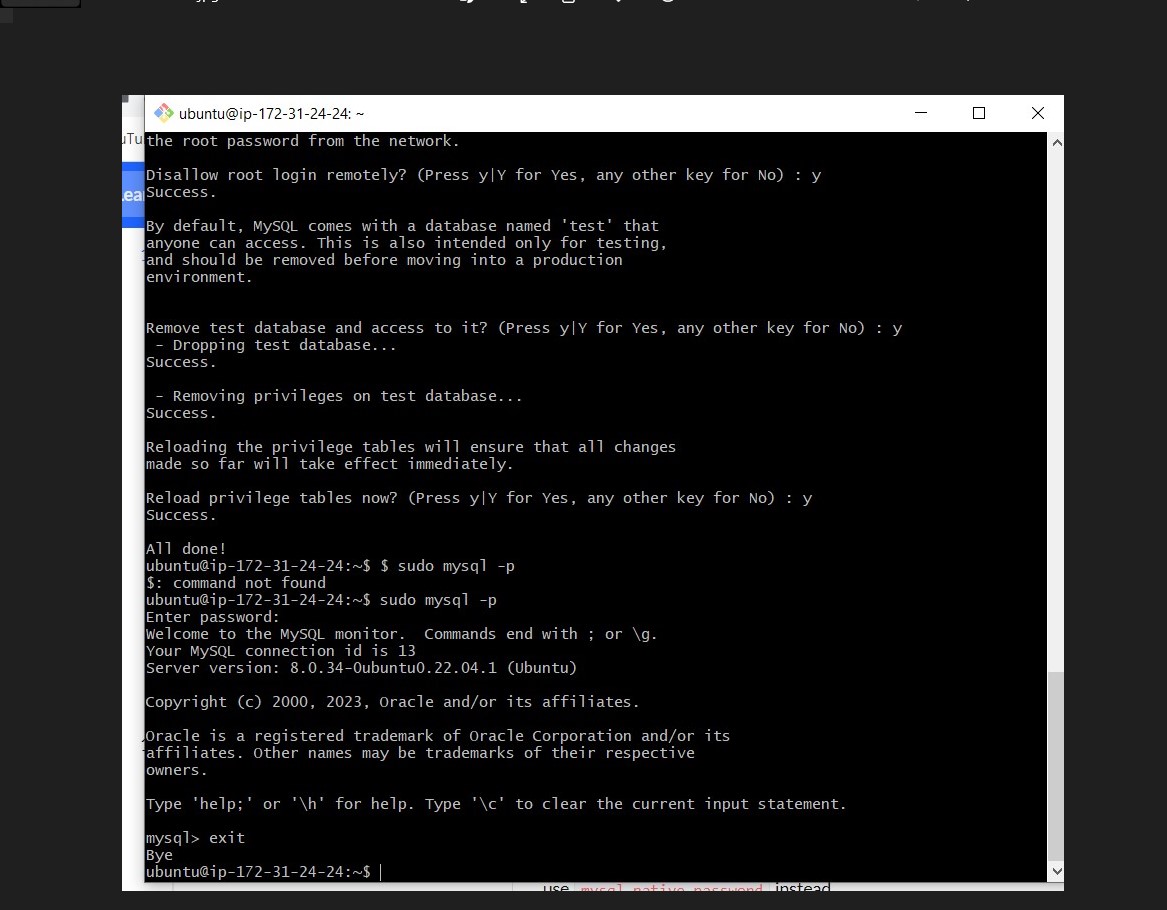 ubuntu@ip-172-31-24-24: ~
the root password from the network.
Disallow root login remotely? (Press y|Y for Yes, any other key for No) : y
Success.
By default, MySQL comes with a database named 'test' that
anyone can access. This is also intended only for testing,
and should be removed before moving into a production
environment.
Remove test database and access to it? (Press y|Y for Yes, any other key for No) : y
- Dropping test database...
Success.
- Removing privileges on test database...
Success.
Reloading the privilege tables will ensure that all changes
made so far will take effect immediately.
Reload privilege tables now? (Press y|Y for Yes, any other key for No) : y
Success.
All done!
ubuntu@ip-172-31-24-24:~$ $ sudo mysql -p
$: command not found
ubuntu@ip-172-31-24-24:~$ sudo mysql -p
Enter password:
Welcome to the MySQL monitor.  Commands end with ; or \g.
Your MySQL connection id is 13
Server version: 8.0.34-0ubuntu0.22.04.1 (Ubuntu)
Copyright (c) 2000, 2023, Oracle and/or its affiliates.
Oracle is a registered trademark of Oracle Corporation and/or its
affiliates. Other names may be trademarks of their respective
owners.
Type 'help;' or '\h' for help. Type '\c' to clear the current input statement.
mysql> exit
Bye
ubuntu@ip-172-31-24-24:~$
use mysql_native_password instead